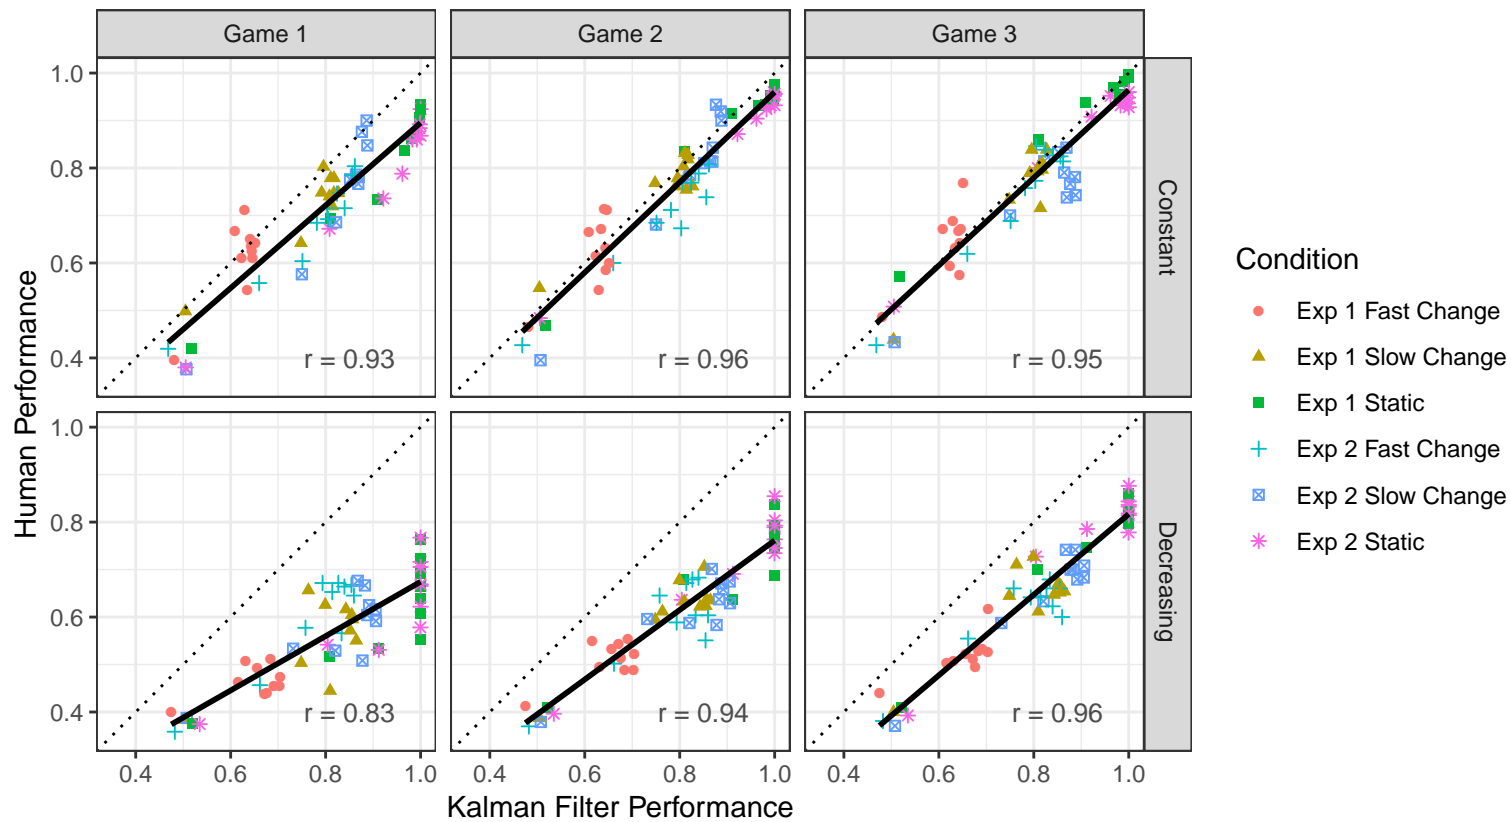 Game 1
Game 2
Game 3
1.0
0.8
0.6
0.4
r = 0.93
r = 0.96
r = 0.95
Constant
1.0
0.8
0.6
0.4
r = 0.83
r = 0.94
r = 0.96
Decreasing
0.4 0.6 0.8 1.0
0.4 0.6 0.8 1.0
0.4 0.6 0.8 1.0
Kalman Filter Performance
Human Performance
Condition
Exp 1 Fast Change
Exp 1 Slow Change
Exp 1 Static
Exp 2 Fast Change
Exp 2 Slow Change
Exp 2 Static